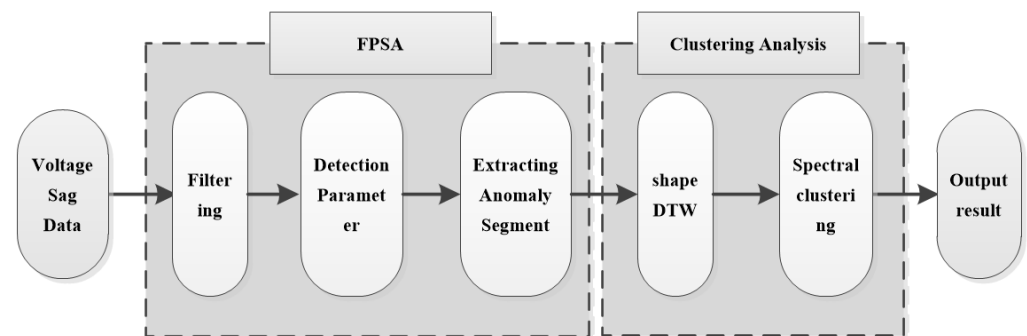 FPSA
Clustering Analysis
Voltage
Sag
Data
Filter
ing
Detection
Paramet
er
Extracting
Anomaly
Segment
shape
DTW
Spectral
clusteri
ng
Output
result